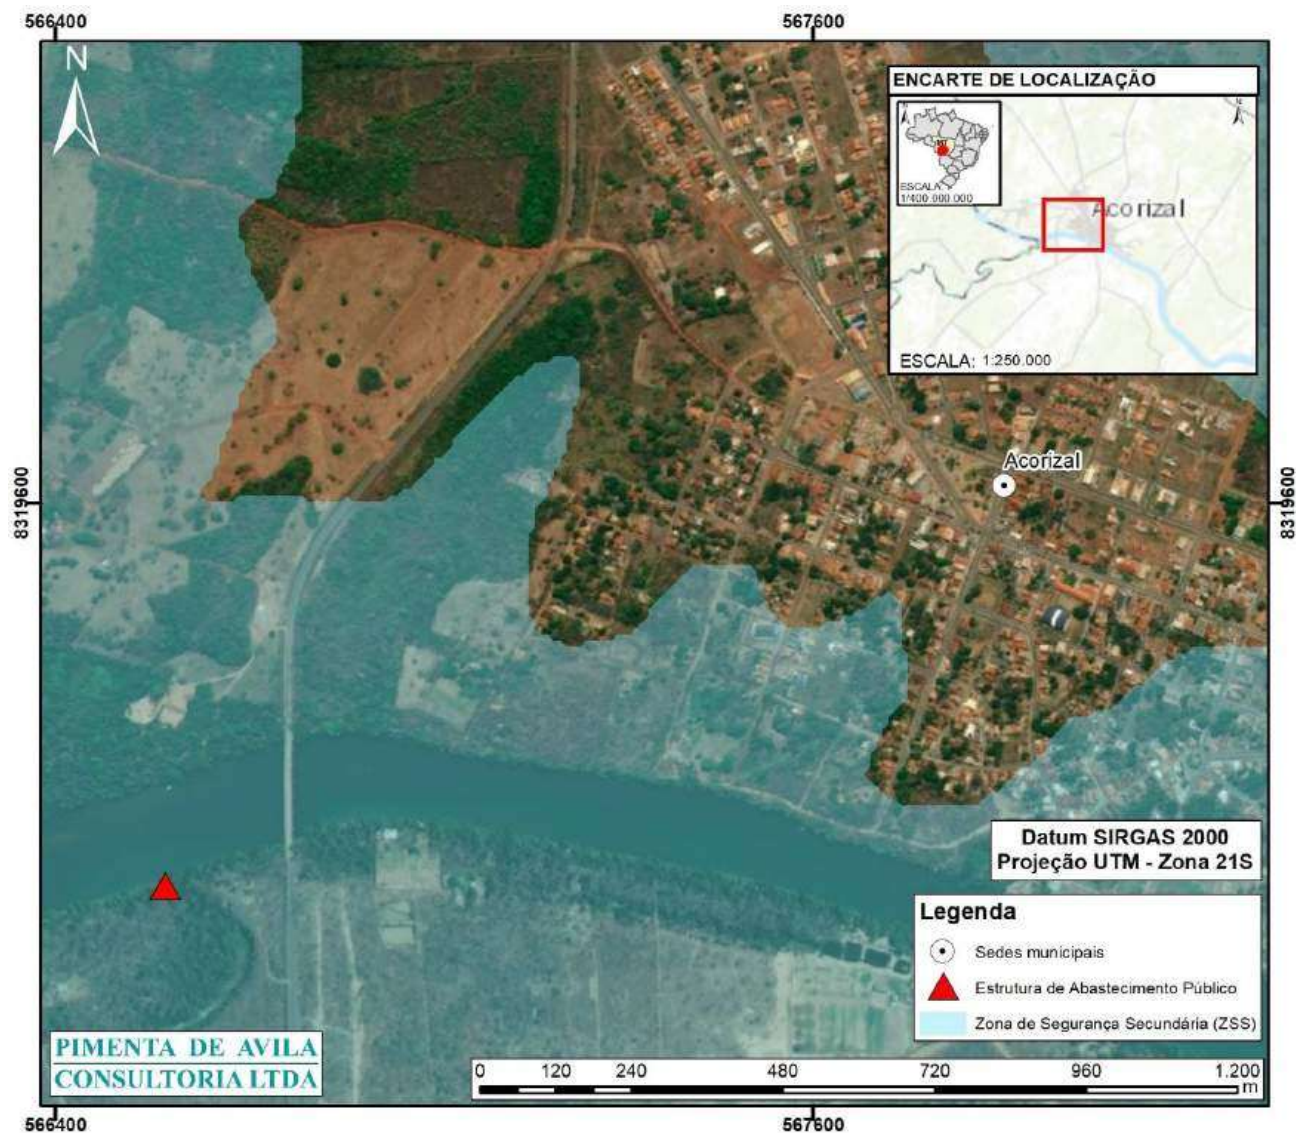 566400
567600
N
ENCARTE DE LOCALIZAÇÃO
ESCALA:
1/400.000.000
Acorizal
ESCALA: 1:250.000
Acorizal
8319600
8319600
Datum SIRGAS 2000
Projeção UTM - Zona 21S
Legenda
Sedes municipais
Estrutura de Abastecimento Público
Zona de Segurança Secundária (ZSS)
PIMENTA DE AVILA
CONSULTORIA LTDA
0 120 240 480 720 960 1.200
m
566400
567600